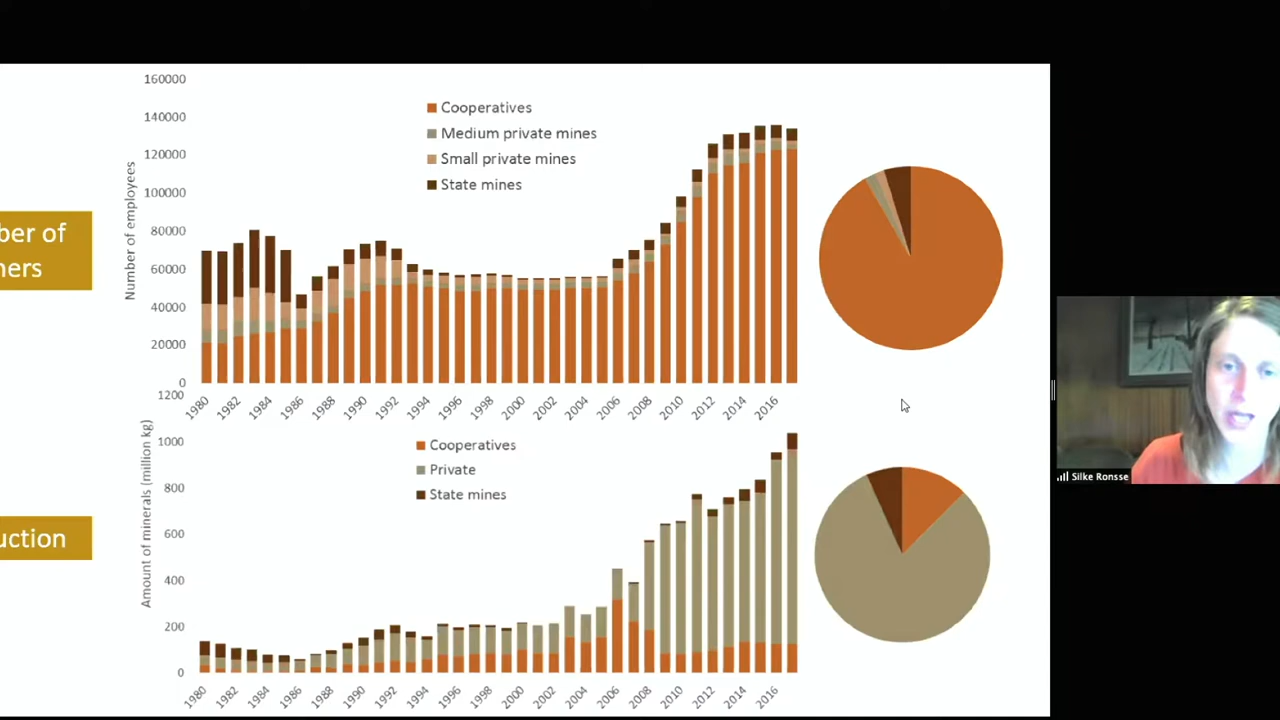 160000
140000
120000
100000
80000
60000
40000
20000
0
Number of employees
Cooperatives
Medium private mines
Small private mines
State mines
1980 1982 1984 1986 1988 1990 1992 1994 1996 1998 2000 2002 2004 2006 2008 2010 2012 2014 2016
ber of
ners
1200
1000
800
600
400
200
0
Amount of minerals (million kg)
Cooperatives
Private
State mines
1980 1982 1984 1986 1988 1990 1992 1994 1996 1998 2000 2002 2004 2006 2008 2010 2012 2014 2016
uction
Silke Ronsse